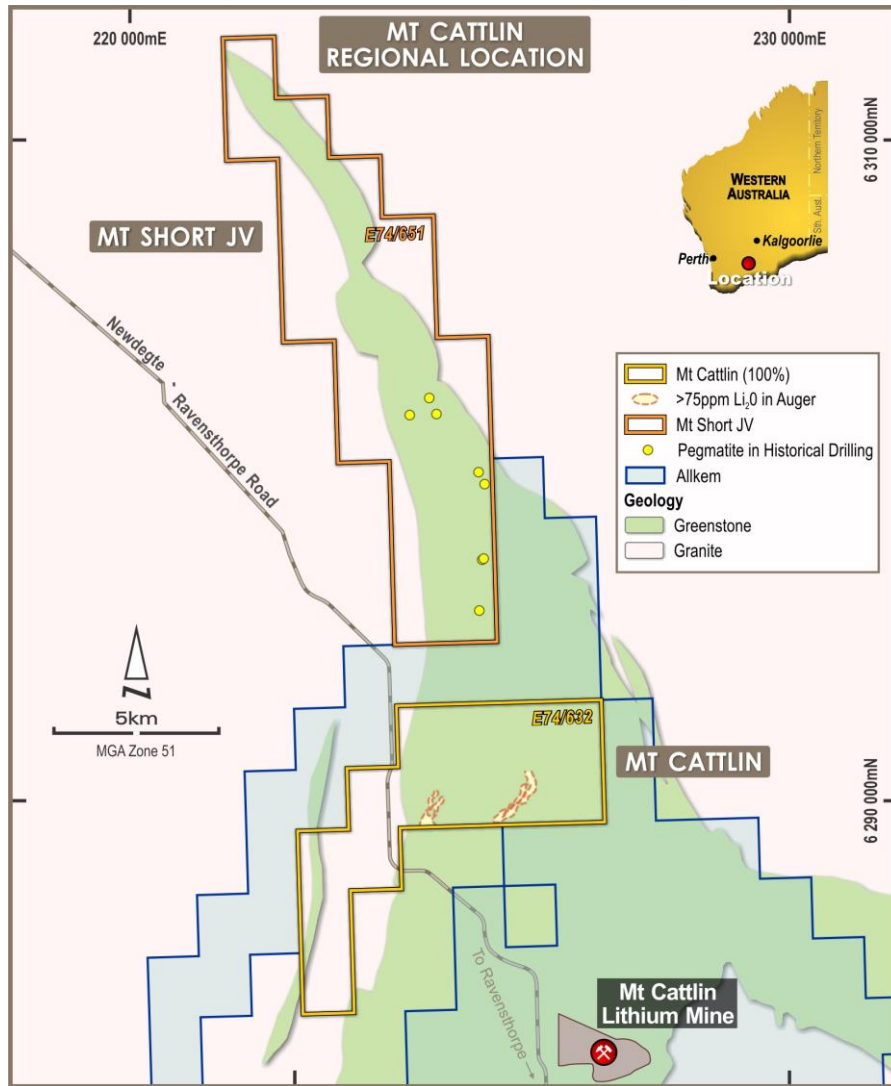 220 000mE
MT CATTLIN
REGIONAL LOCATION
230 000mE
6 310 000mN
WESTERN
AUSTRALIA
Northern Territory
Sth. Aust.
Kalgoorlie
Perth
Location
MT SHORT JV
E74/651
Newdegte - Ravensthorpe Road
Mt Cattlin (100%)
>75ppm Li₂0 in Auger
Mt Short JV
Pegmatite in Historical Drilling
Allkem
Geology
Greenstone
Granite
N
5km
MGA Zone 51
E74/632
MT CATTLIN
6 290 000mN
To Ravensthorpe
Mt Cattlin
Lithium Mine